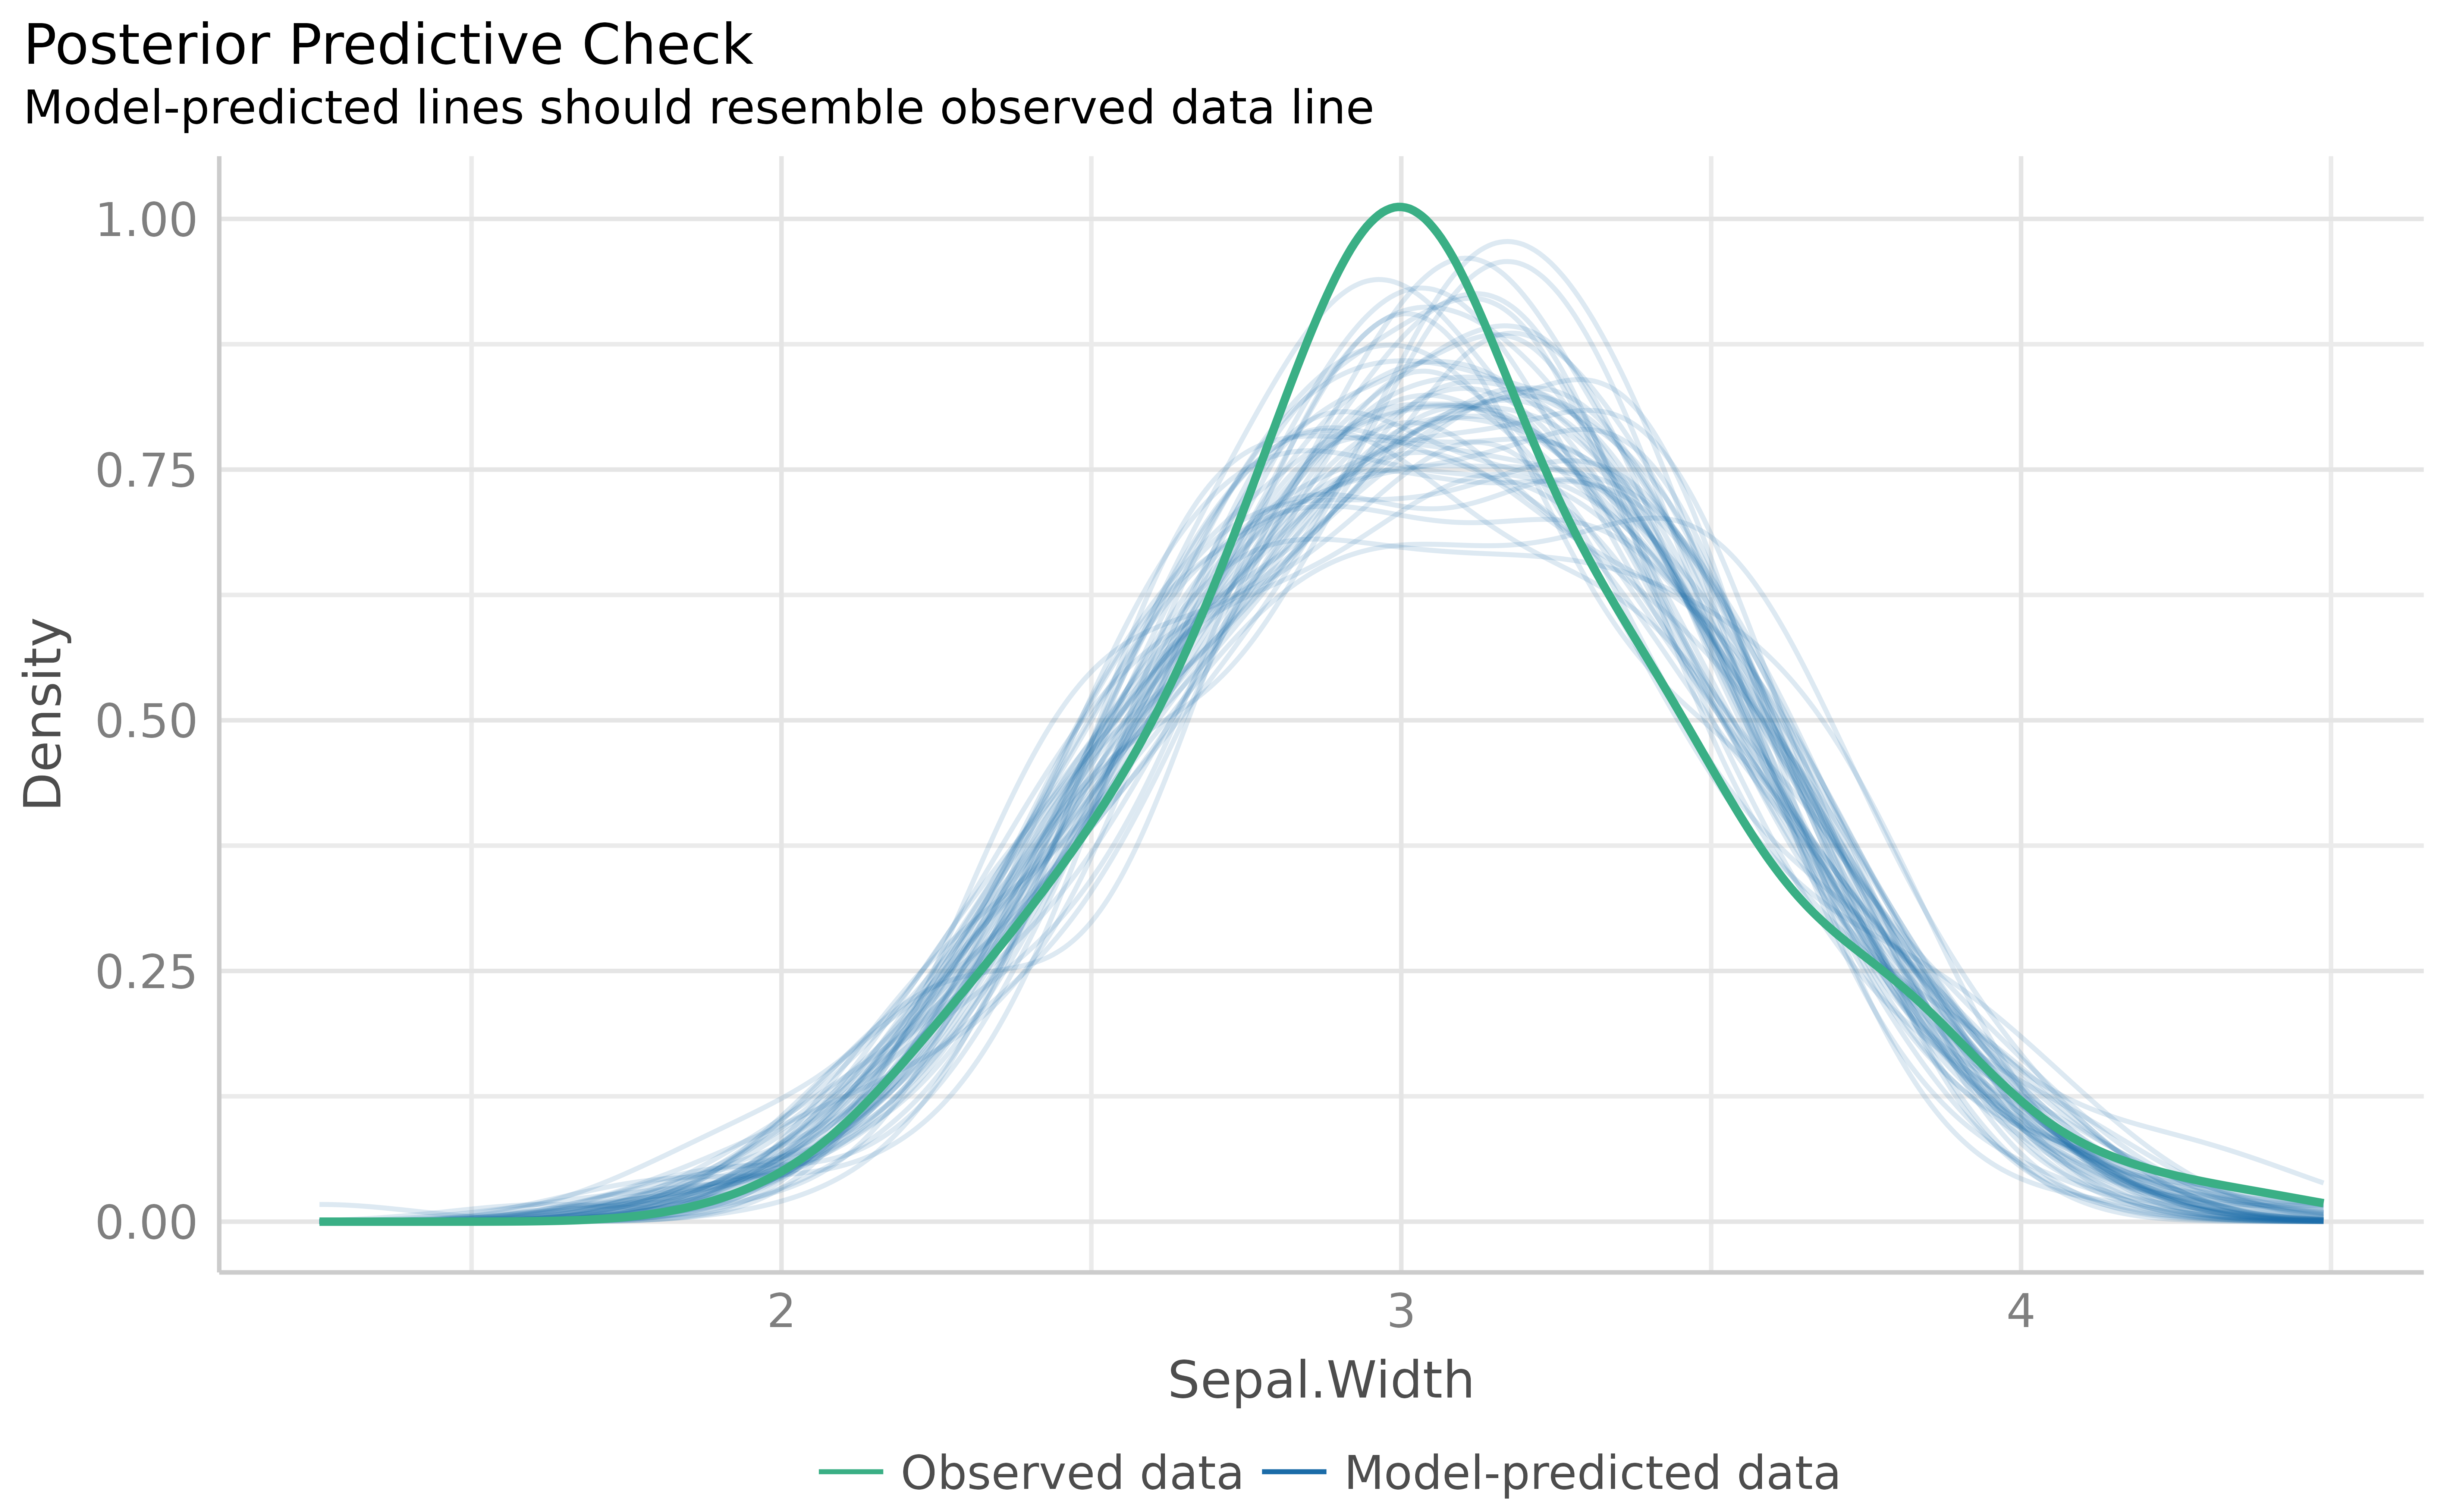 Posterior Predictive Check
Model-predicted lines should resemble observed data line
1.00
0.75
0.50
0.25
0.00
Density
2 3 4
Sepal.Width
Observed data Model-predicted data